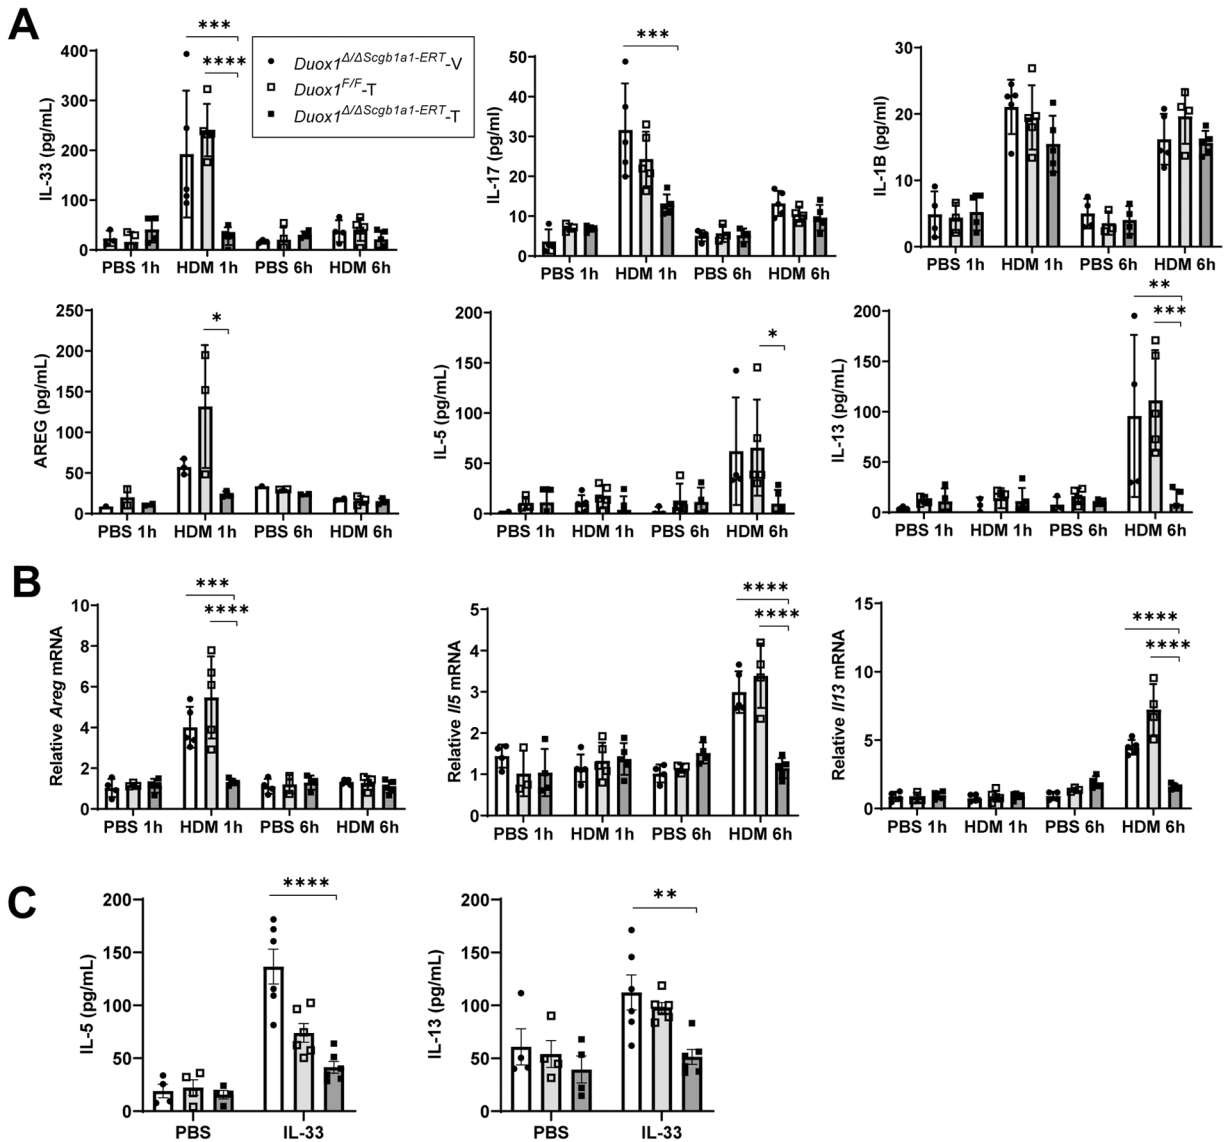 A
IL-33 (pg/mL)
400
300
200
100
0
PBS 1h HDM 1h PBS 6h HDM 6h
***
****
Duox1Δ/ΔScgb1a1-ERT-V
Duox1F/F-T
Duox1Δ/ΔScgb1a1-ERT-T
IL-17 (pg/ml)
50
40
30
20
10
0
PBS 1h HDM 1h PBS 6h HDM 6h
***
IL-1B (pg/ml)
30
20
10
0
PBS 1h HDM 1h PBS 6h HDM 6h
AREG (pg/mL)
250
200
150
100
50
0
PBS 1h HDM 1h PBS 6h HDM 6h
*
IL-5 (pg/mL)
200
150
100
50
0
PBS 1h HDM 1h PBS 6h HDM 6h
*
IL-13 (pg/mL)
200
150
100
50
0
PBS 1h HDM 1h PBS 6h HDM 6h
**
***
B
Relative Areg mRNA
10
8
6
4
2
0
PBS 1h HDM 1h PBS 6h HDM 6h
***
****
Relative Il5 mRNA
5
4
3
2
1
0
PBS 1h HDM 1h PBS 6h HDM 6h
****
****
Relative Il13 mRNA
15
10
5
0
PBS 1h HDM 1h PBS 6h HDM 6h
****
****
C
IL-5 (pg/mL)
200
150
100
50
0
PBS IL-33
****
IL-13 (pg/mL)
200
150
100
50
0
PBS IL-33
**